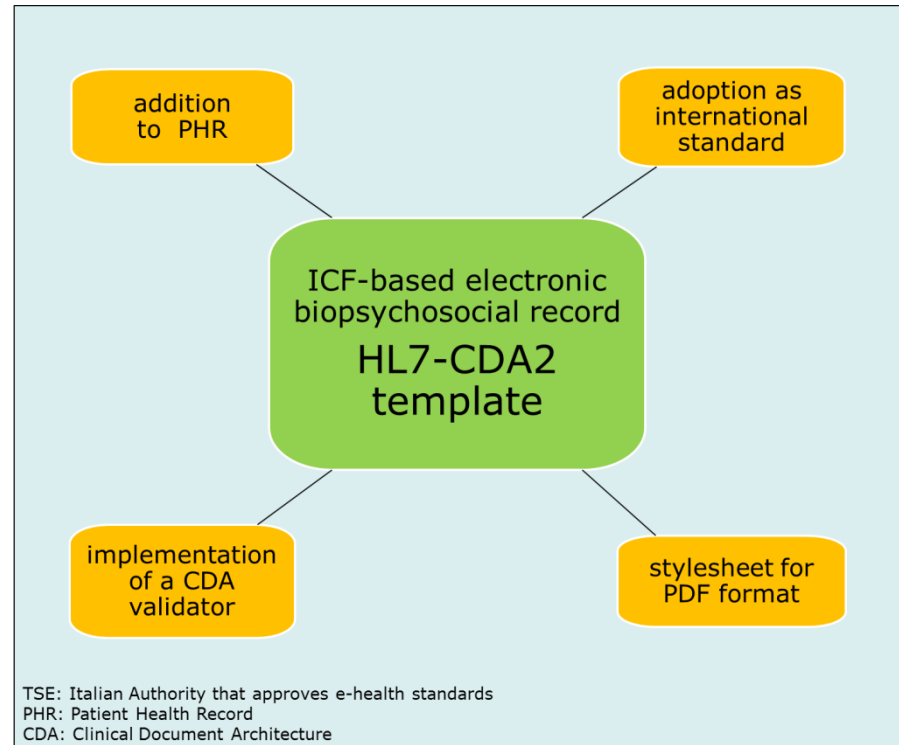 addition
to PHR
adoption as
international
standard
ICF-based electronic
biopsychosocial record
HL7-CDA2
template
implementation
of a CDA
validator
stylesheet for
PDF format
TSE: Italian Authority that approves e-health standards
PHR: Patient Health Record
CDA: Clinical Document Architecture